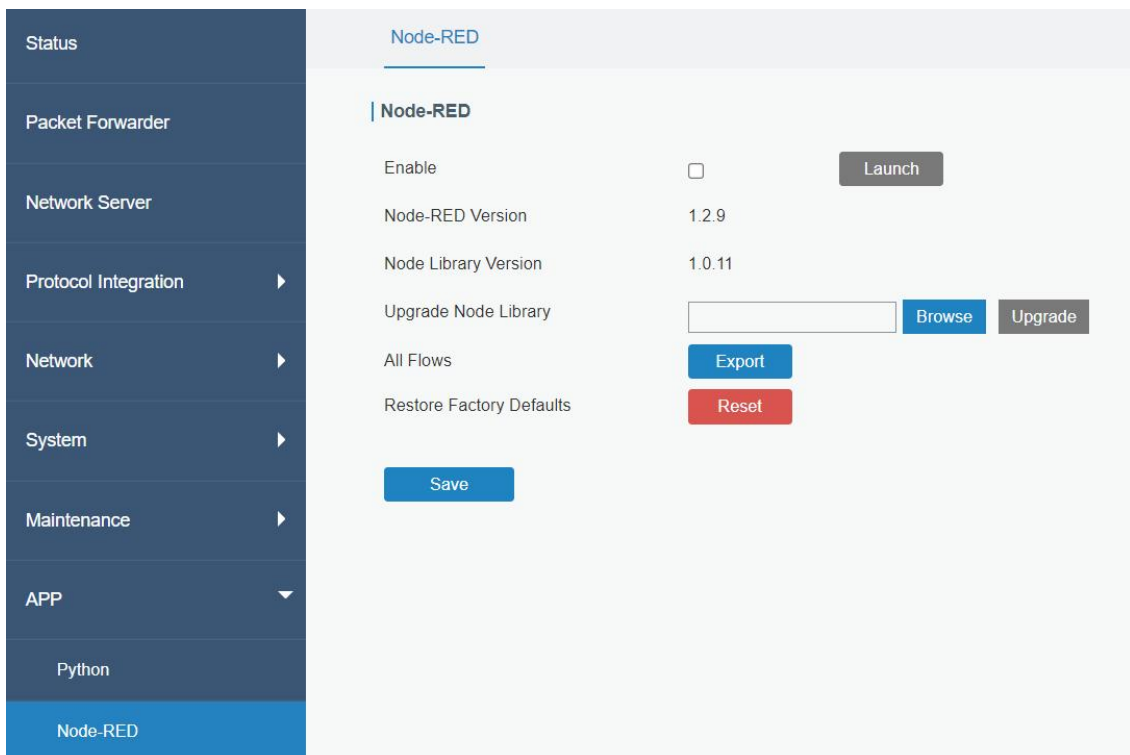 Status
Packet Forwarder
Network Server
Protocol Integration
Network
System
Maintenance
APP
Python
Node-RED
Node-RED
Node-RED
Enable Launch
Node-RED Version 1.2.9
Node Library Version 1.0.11
Upgrade Node Library Browse Upgrade
All Flows Export
Restore Factory Defaults Reset
Save